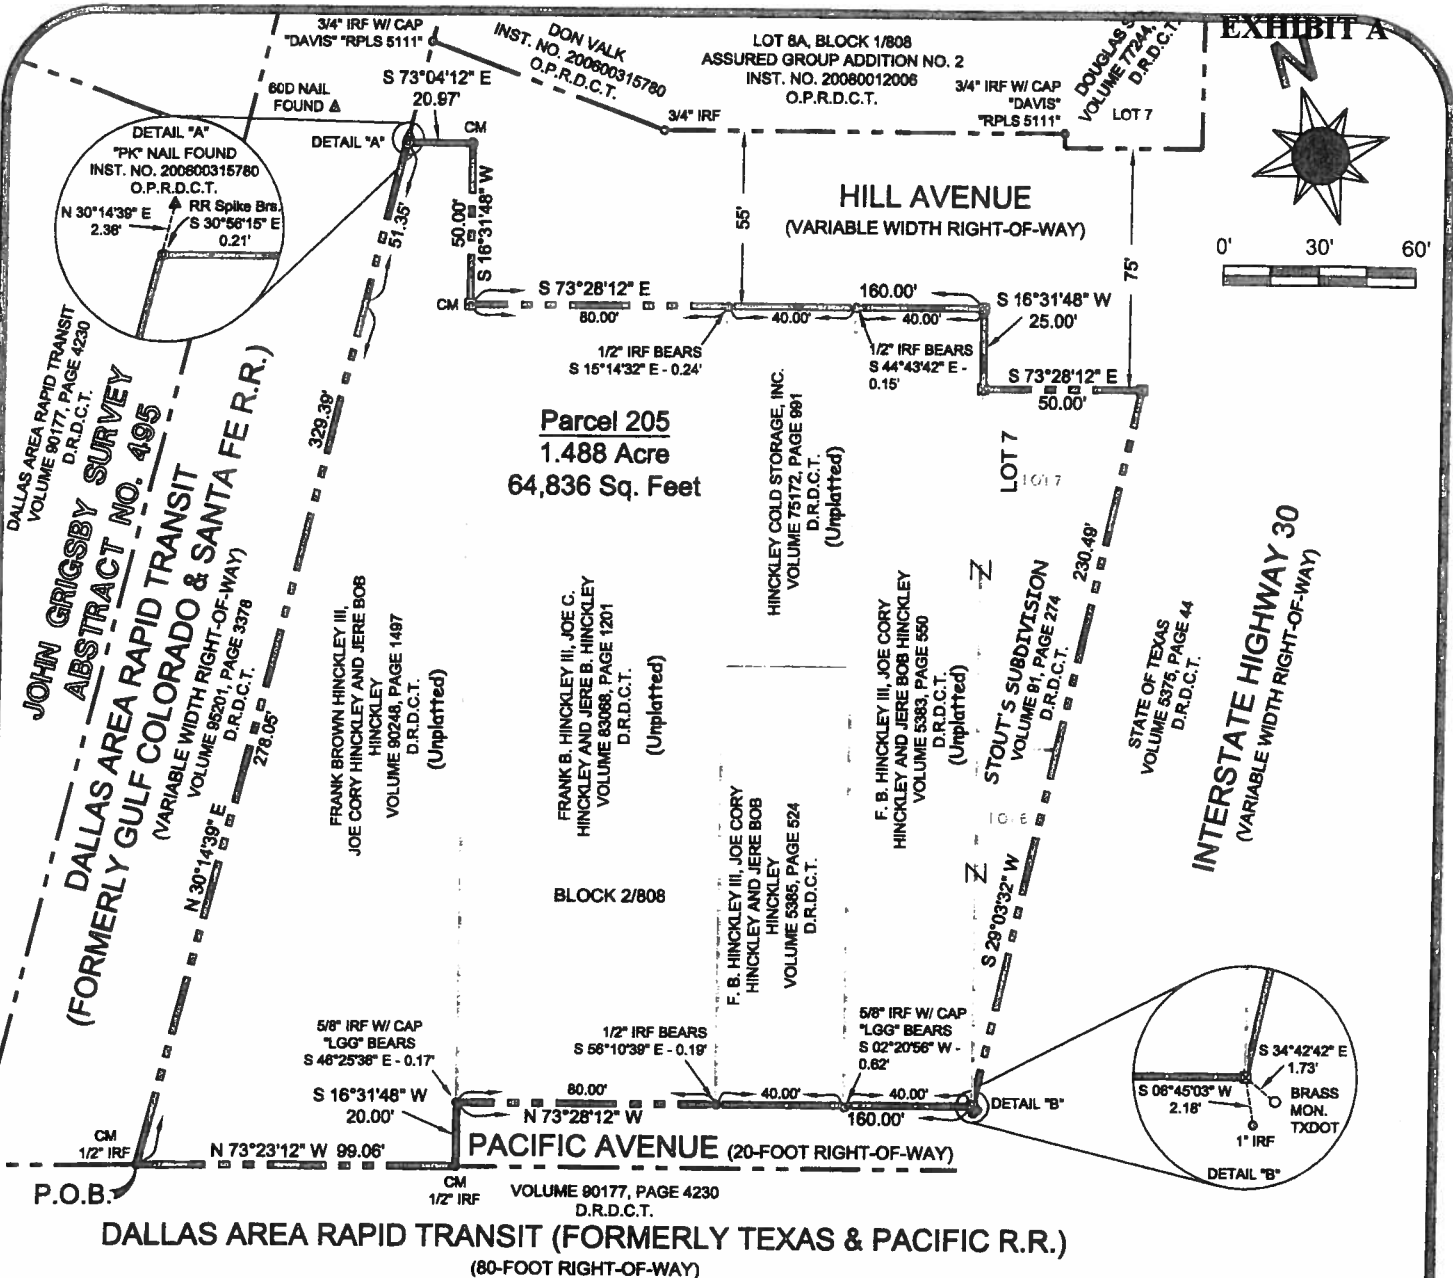 EXHIBIT A
N
0' 30' 60'
3/4" IRF W/ CAP
"DAVIS" "RPLS 5111"
DON VALK
INST. NO. 200600315780
O.P.R.D.C.T.
LOT 8A, BLOCK 1/808
ASSURED GROUP ADDITION NO. 2
INST. NO. 20080012006
O.P.R.D.C.T.
3/4" IRF W/ CAP
"DAVIS"
"RPLS 5111"
DOUGLAS
VOLUME 77244,
D.R.D.C.T.
LOT 7
S 73°04'12" E
20.97'
60D NAIL
FOUND
3/4" IRF
DETAIL "A"
CM
DETAIL "A"
"PK" NAIL FOUND
INST. NO. 200600315780
O.P.R.D.C.T.
RR Spike Brs.
N 30°14'39" E
2.36'
S 30°56'15" E
0.21'
51.35'
50.00'
S 16°31'48" W
55'
HILL AVENUE
(VARIABLE WIDTH RIGHT-OF-WAY)
75'
CM
S 73°28'12" E
80.00'
40.00'
160.00'
40.00'
S 16°31'48" W
25.00'
1/2" IRF BEARS
S 15°14'32" E - 0.24'
1/2" IRF BEARS
S 44°43'42" E -
0.15'
S 73°28'12" E
50.00'
DALLAS AREA RAPID TRANSIT
VOLUME 90177, PAGE 4230
D.R.D.C.T.
JOHN GRIGSBY SURVEY
ABSTRACT NO. 495
329.39'
Parcel 205
1.488 Acre
64,836 Sq. Feet
HINCKLEY COLD STORAGE, INC.
VOLUME 75172, PAGE 991
D.R.D.C.T.
(Unplatted)
LOT 7
LOT 7
DALLAS AREA RAPID TRANSIT
(FORMERLY GULF COLORADO & SANTA FE R.R.)
(VARIABLE WIDTH RIGHT-OF-WAY)
VOLUME 95201, PAGE 3378
D.R.D.C.T.
278.05'
N 30°14'39" E
FRANK BROWN HINCKLEY III,
JOE CORY HINCKLEY AND JERE BOB
HINCKLEY
VOLUME 90248, PAGE 1497
D.R.D.C.T.
(Unplatted)
FRANK B. HINCKLEY III, JOE C.
HINCKLEY AND JERE B. HINCKLEY
VOLUME 83068, PAGE 1201
D.R.D.C.T.
(Unplatted)
F. B. HINCKLEY III, JOE CORY
HINCKLEY AND JERE BOB HINCKLEY
VOLUME 5383, PAGE 550
D.R.D.C.T.
(Unplatted)
Z
STOUT'S SUBDIVISION
VOLUME 91, PAGE 274
D.R.D.C.T.
230.49'
STATE OF TEXAS
VOLUME 5375, PAGE 44
D.R.D.C.T.
INTERSTATE HIGHWAY 30
(VARIABLE WIDTH RIGHT-OF-WAY)
Z
S 29°03'32" W
BLOCK 2/808
F. B. HINCKLEY III, JOE CORY
HINCKLEY AND JERE BOB
HINCKLEY
VOLUME 5385, PAGE 524
D.R.D.C.T.
5/8" IRF W/ CAP
"LGG" BEARS
S 46°25'38" E - 0.17'
1/2" IRF BEARS
S 56°10'39" E - 0.19'
5/8" IRF W/ CAP
"LGG" BEARS
S 02°20'56" W -
0.62'
S 16°31'48" W
20.00'
80.00'
40.00'
40.00'
N 73°28'12" W
160.00'
DETAIL "B"
S 34°42'42" E
1.73'
S 06°45'03" W
2.18'
BRASS
MON.
TXDOT
1" IRF
DETAIL "B"
CM
1/2" IRF
N 73°23'12" W 99.06'
PACIFIC AVENUE (20-FOOT RIGHT-OF-WAY)
P.O.B.
CM
1/2" IRF
VOLUME 90177, PAGE 4230
D.R.D.C.T.
DALLAS AREA RAPID TRANSIT (FORMERLY TEXAS & PACIFIC R.R.)
(80-FOOT RIGHT-OF-WAY)